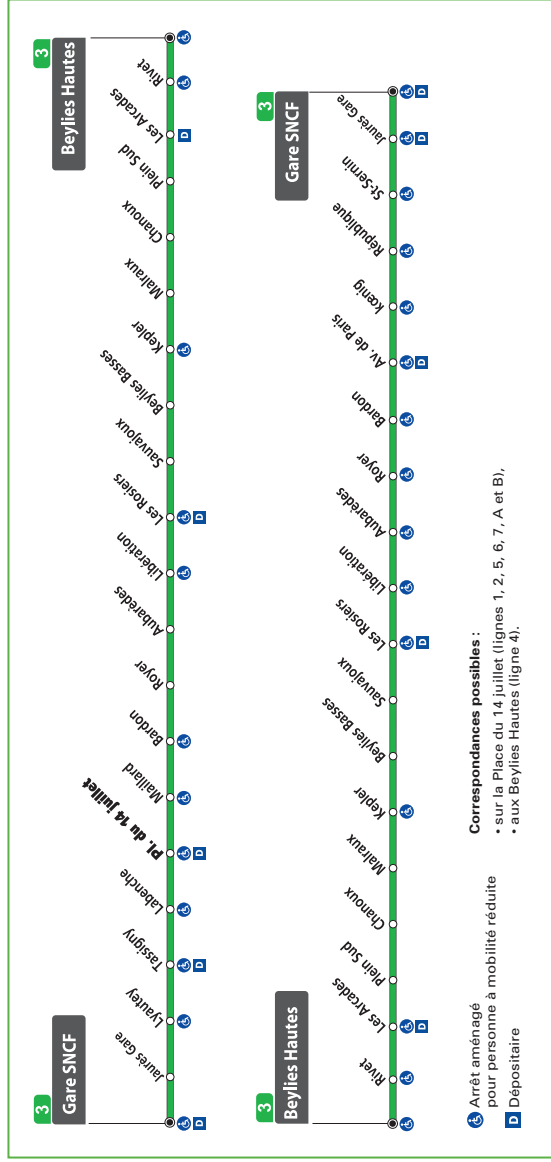 3
Gare SNCF
Jaurès Gare
Lyautey
Tassigny
D
Labenche
Pl. du 14 juillet
D
Maillard
Bardon
Royer
Aubarèdes
Libération
Les Rosiers
D
Sauvajoux
Beylies Basses
Kepler
Malraux
Chanoux
Plein Sud
Les Arcades
D
Rivet
3
Beylies Hautes
D
3
Beylies Hautes
Rivet
Les Arcades
D
Plein Sud
Chanoux
Malraux
Kepler
Beylies Basses
Sauvajoux
Les Rosiers
D
Libération
Aubarèdes
Royer
Bardon
Av. de Paris
D
kœnig
République
St-Sernin
Jaurès Gare
D
3
Gare SNCF
D
Arrêt aménagé
pour personne à mobilité réduite
D Dépositaire
Correspondances possibles :
• sur la Place du 14 juillet (lignes 1, 2, 5, 6, 7, A et B),
• aux Beylies Hautes (ligne 4).